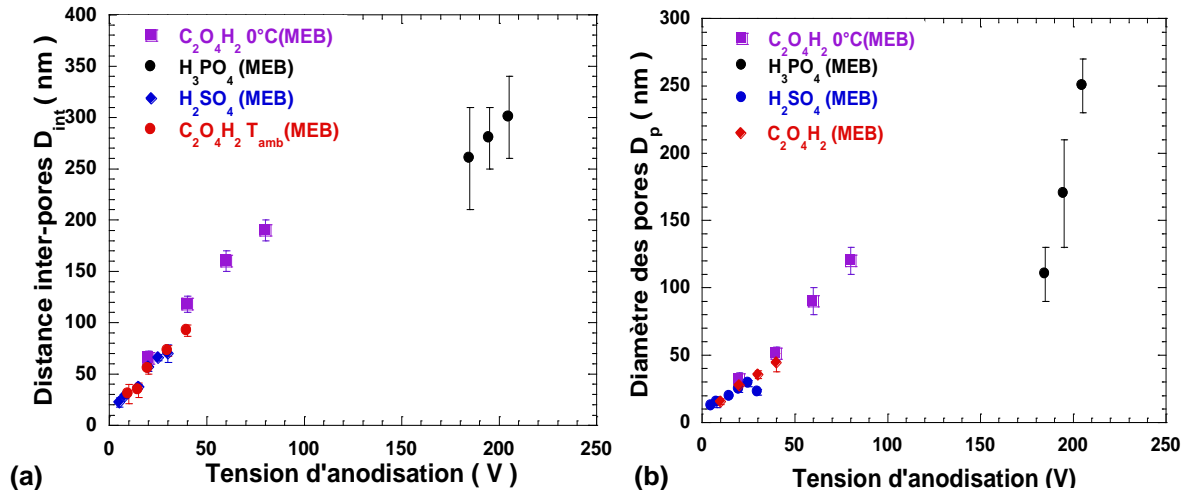 400
350
300
250
200
150
100
50
0
0 50 100 150 200 250
Distance inter-pores D_int ( nm )
C₂O₄H₂ 0°C(MEB)
H₃PO₄ (MEB)
H₂SO₄ (MEB)
C₂O₄H₂ T_amb (MEB)
Tension d'anodisation ( V )
(a)
300
250
200
150
100
50
0
0 50 100 150 200 250
Diamètre des pores D_p ( nm )
C₂O₄H₂ 0°C(MEB)
H₃PO₄ (MEB)
H₂SO₄ (MEB)
C₂O₄H₂ (MEB)
Tension d'anodisation (V)
(b)